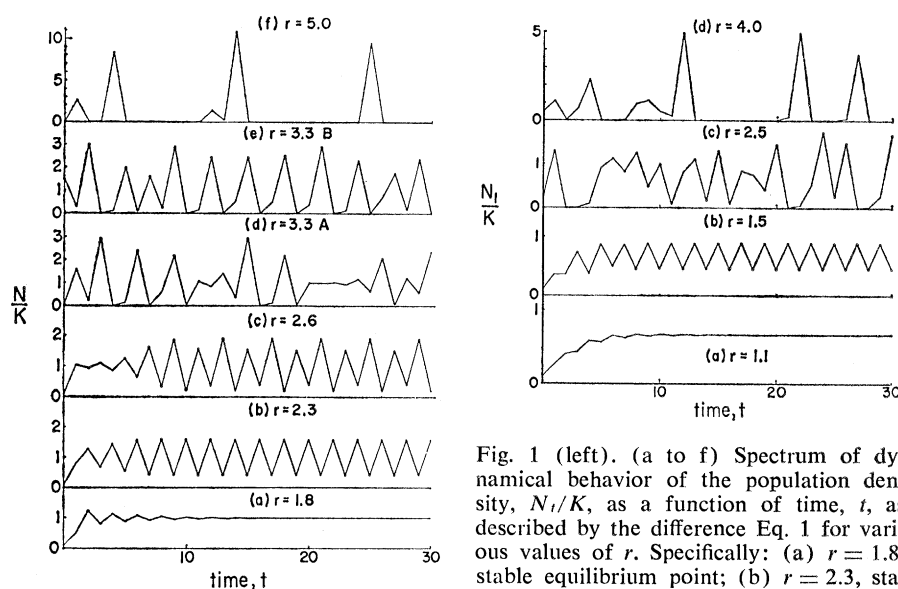 (f) r = 5.0
10
5
0
(e) r = 3.3 B
3
2
1
0
(d) r = 3.3 A
3
2
1
0
N
K
(c) r = 2.6
2
1
0
(b) r = 2.3
2
1
0
(a) r = 1.8
1
0
10
20
30
time, t
(d) r = 4.0
5
0
(c) r = 2.5
1
0
N₁
K
(b) r = 1.5
1
0
(a) r = 1.1
1
0
10
20
30
time, t
Fig. 1 (left). (a to f) Spectrum of dy-
namical behavior of the population den-
sity, Nₜ/K, as a function of time, t, as
described by the difference Eq. 1 for vari-
ous values of r. Specifically: (a) r = 1.8
stable equilibrium point; (b) r = 2.3, sta